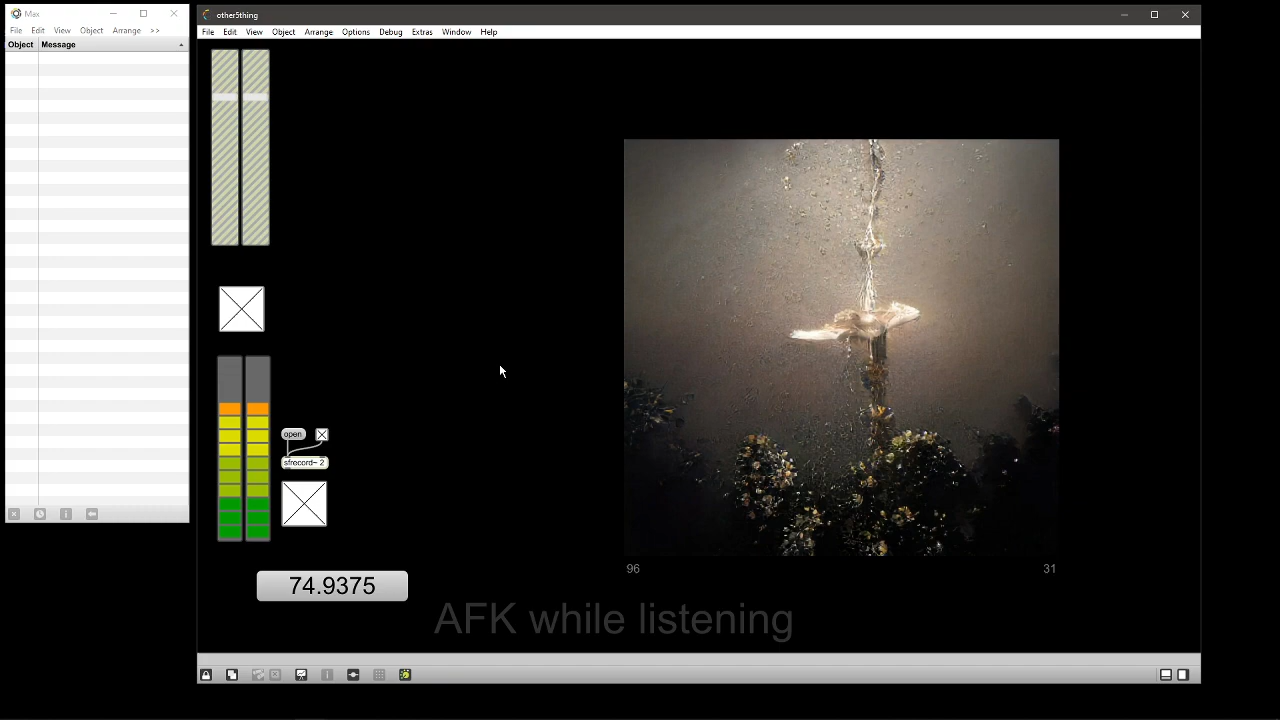 Max
File Edit View Object Arrange >>
Object Message
other5thing
File Edit View Object Arrange Options Debug Extras Window Help
open
sfrecord~ 2
96
31
74.9375
AFK while listening